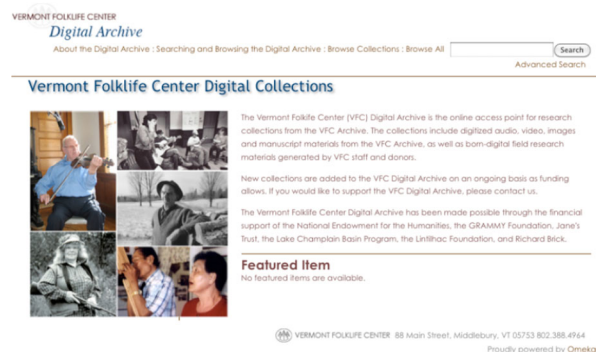 VERMONT FOLKLIFE CENTER
Digital Archive
About the Digital Archive : Searching and Browsing the Digital Archive : Browse Collections : Browse All
Search
Advanced Search
Vermont Folklife Center Digital Collections
The Vermont Folklife Center (VFC) Digital Archive is the online access point for research
collections from the VFC Archive. The collections include digitized audio, video, images
and manuscript materials from the VFC Archive, as well as born-digital field research
materials generated by VFC staff and donors.
New collections are added to the VFC Digital Archive on an ongoing basis as funding
allows. If you would like to support the VFC Digital Archive, please contact us.
The Vermont Folklife Center Digital Archive has been made possible through the financial
support of the National Endowment for the Humanities, the GRAMMY Foundation, Jane's
Trust, the Lake Champlain Basin Program, the Lintilhac Foundation, and Richard Brick.
Featured Item
No featured items are available.
VERMONT FOLKLIFE CENTER 88 Main Street, Middlebury, VT 05753 802.388.4964
Proudly powered by Omeka